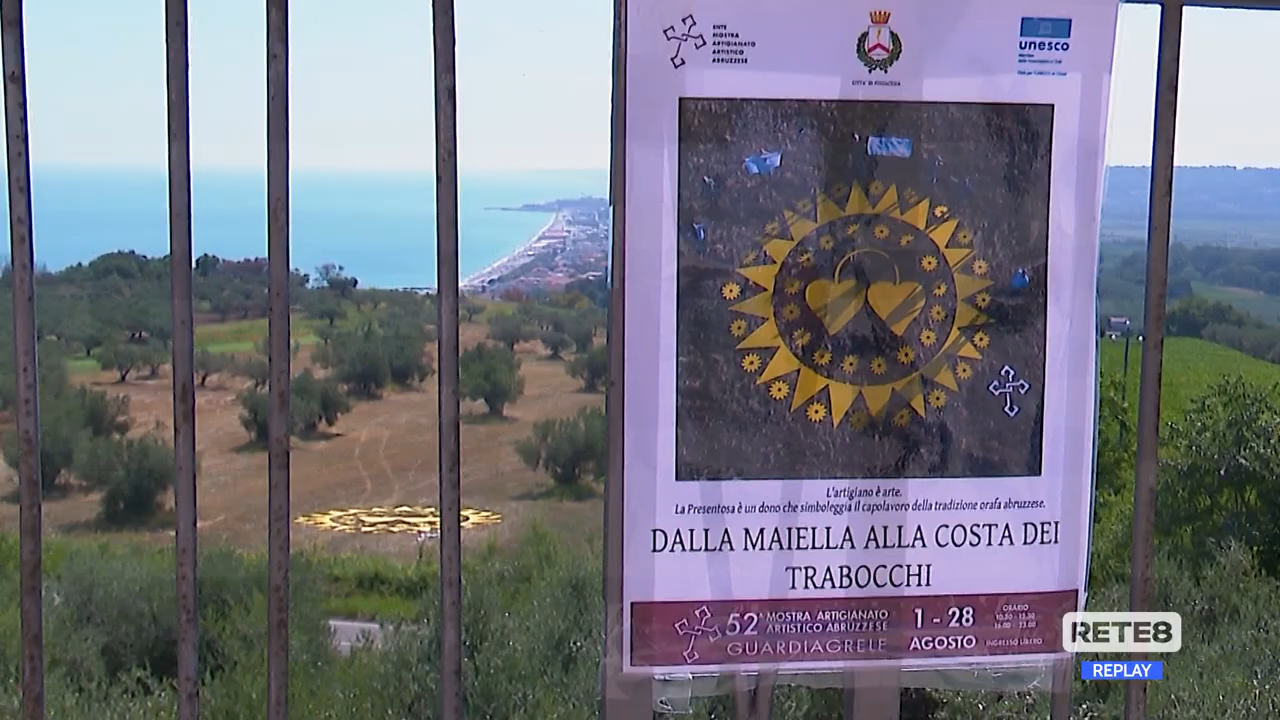 ENTE
MOSTRA
ARTIGIANATO
ARTISTICO
ABRUZZESE
unesco
L'artigiano è arte.
La Presentosa è un dono che simboleggia il capolavoro della tradizione orafa abruzzese.
DALLA MAIELLA ALLA COSTA DEI
TRABOCCHI
52ª MOSTRA ARTIGIANATO
ARTISTICO ABRUZZESE
GUARDIAGRELE
1 - 28
AGOSTO
ORARIO
INGRESSO LIBERO
RETE8
REPLAY